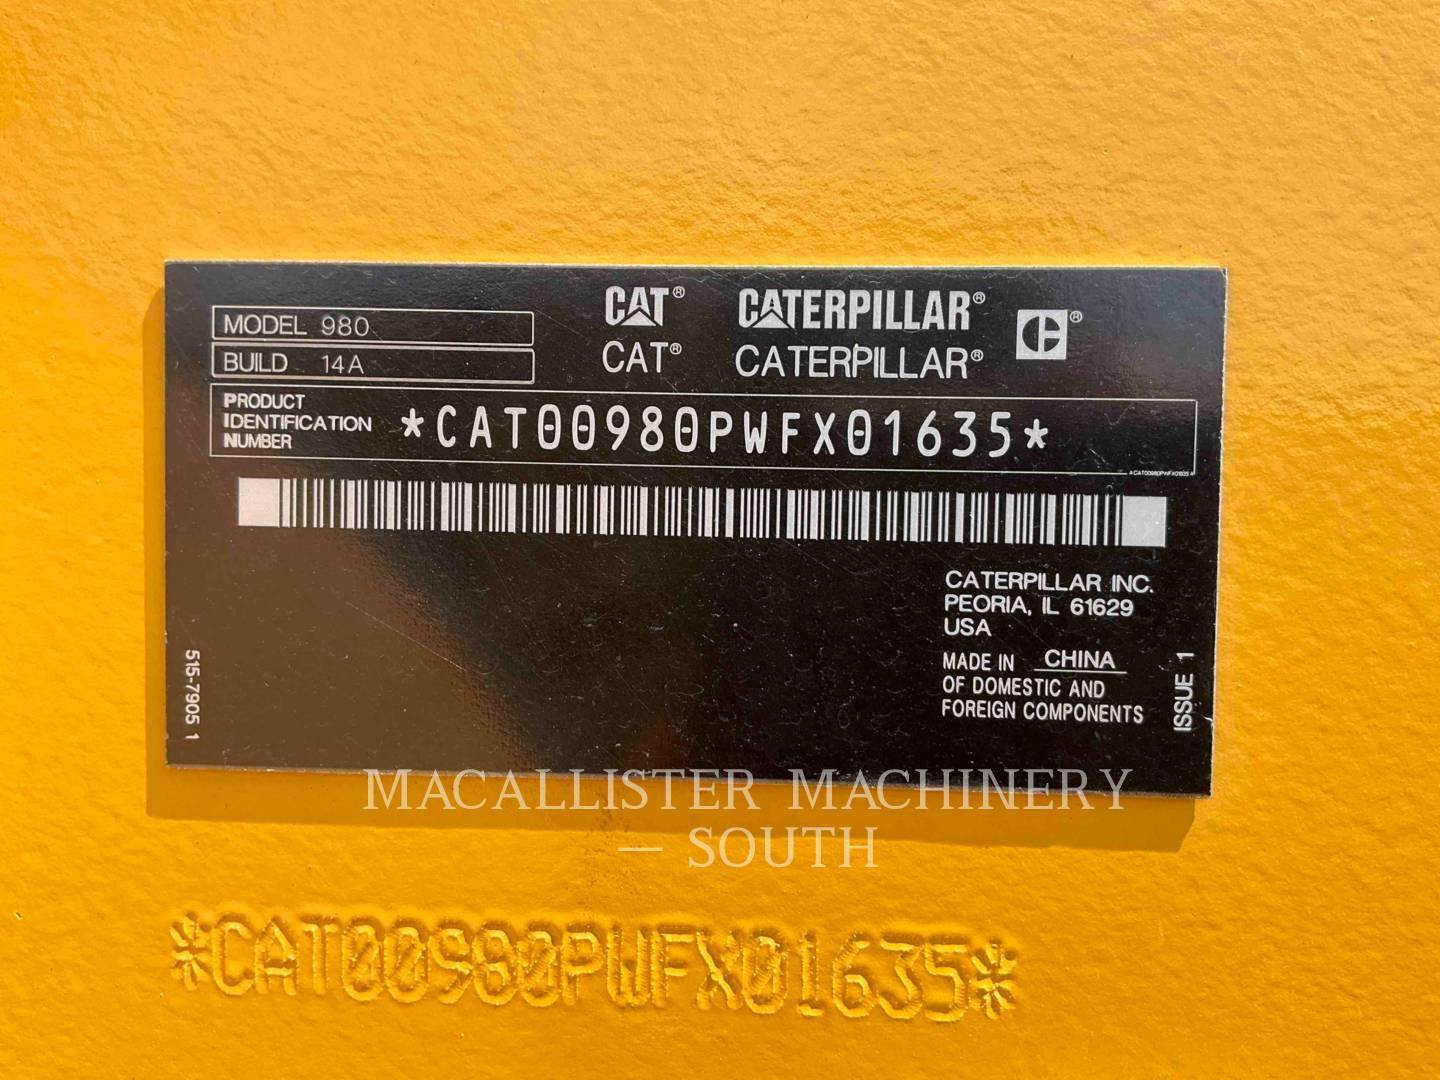 MODEL 980
BUILD 14A
CAT® CATERPILLAR® C®
CAT® CATERPILLAR®
PRODUCT
IDENTIFICATION
NUMBER
*CAT00980PWFX01635*
*CAT00980PWFX01635*
CATERPILLAR INC.
PEORIA, IL 61629
USA
MADE IN CHINA
OF DOMESTIC AND
FOREIGN COMPONENTS
ISSUE 1
515-7905 1
MACALLISTER MACHINERY
— SOUTH
*CAT00980PWFX01635*